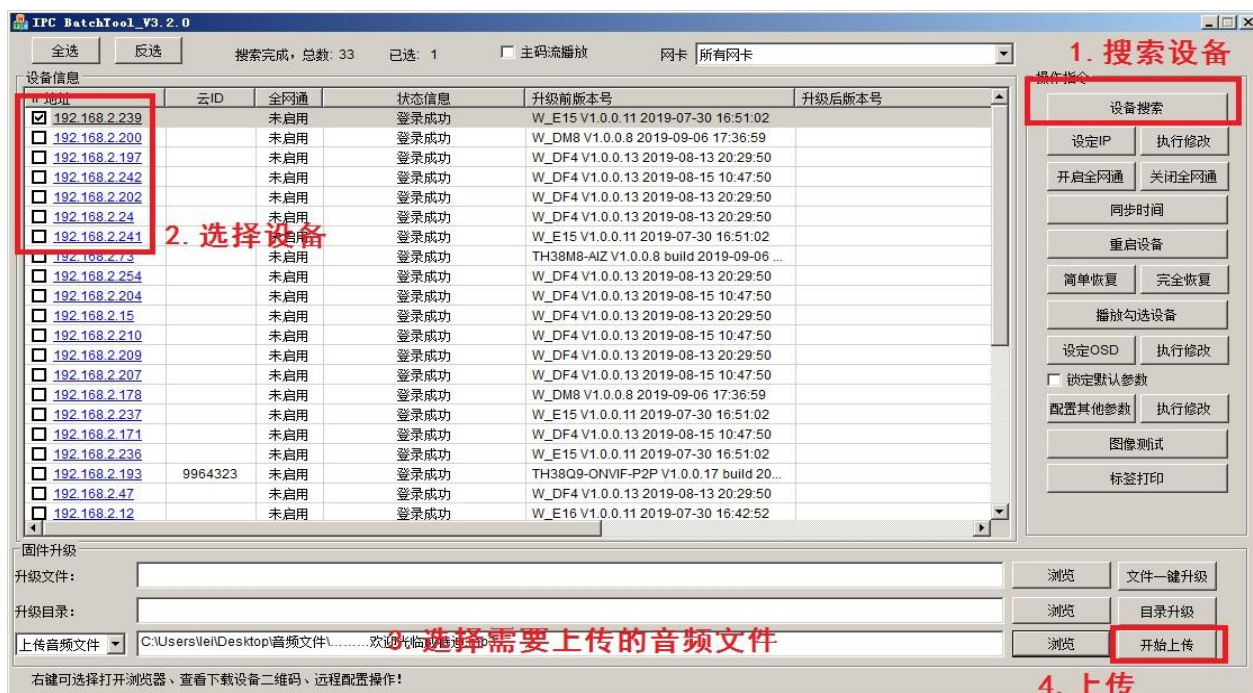 IPC BatchTool_V3.2.0
全选 反选 搜索完成，总数: 33 已选: 1 主码流播放 网卡 所有网卡
1. 搜索设备
设备信息 操作指令
IP地址 云ID 全网通 状态信息 升级前版本号 升级后版本号
192.168.2.239 未启用 登录成功 W_E15 V1.0.0.11 2019-07-30 16:51:02
192.168.2.200 未启用 登录成功 W_DM8 V1.0.0.8 2019-09-06 17:36:59
192.168.2.197 未启用 登录成功 W_DF4 V1.0.0.13 2019-08-13 20:29:50
192.168.2.242 未启用 登录成功 W_DF4 V1.0.0.13 2019-08-15 10:47:50
192.168.2.202 未启用 登录成功 W_DF4 V1.0.0.13 2019-08-13 20:29:50
192.168.2.24 未启用 登录成功 W_DF4 V1.0.0.13 2019-08-13 20:29:50
192.168.2.241 未启用 登录成功 W_E15 V1.0.0.11 2019-07-30 16:51:02
2. 选择设备
192.168.2.73 未启用 登录成功 TH38M8-AIZ V1.0.0.8 build 2019-09-06 ...
192.168.2.254 未启用 登录成功 W_DF4 V1.0.0.13 2019-08-13 20:29:50
192.168.2.204 未启用 登录成功 W_DF4 V1.0.0.13 2019-08-15 10:47:50
192.168.2.15 未启用 登录成功 W_DF4 V1.0.0.13 2019-08-13 20:29:50
192.168.2.210 未启用 登录成功 W_DF4 V1.0.0.13 2019-08-15 10:47:50
192.168.2.209 未启用 登录成功 W_DF4 V1.0.0.13 2019-08-13 20:29:50
192.168.2.207 未启用 登录成功 W_DF4 V1.0.0.13 2019-08-15 10:47:50
192.168.2.178 未启用 登录成功 W_DM8 V1.0.0.8 2019-09-06 17:36:59
192.168.2.237 未启用 登录成功 W_E15 V1.0.0.11 2019-07-30 16:51:02
192.168.2.171 未启用 登录成功 W_DF4 V1.0.0.13 2019-08-15 10:47:50
192.168.2.236 未启用 登录成功 W_E15 V1.0.0.11 2019-07-30 16:51:02
192.168.2.193 9964323 未启用 登录成功 TH38Q9-ONVIF-P2P V1.0.0.17 build 20...
192.168.2.47 未启用 登录成功 W_DF4 V1.0.0.13 2019-08-13 20:29:50
192.168.2.12 未启用 登录成功 W_E16 V1.0.0.11 2019-07-30 16:42:52
设备搜索
设定IP 执行修改
开启全网通 关闭全网通
同步时间
重启设备
简单恢复 完全恢复
播放勾选设备
设定OSD 执行修改
锁定默认参数
配置其他参数 执行修改
图像测试
标签打印
固件升级
升级文件: 浏览 文件一键升级
升级目录: 浏览 目录升级
上传音频文件 C:\Users\lei\Desktop\音频文件\.........欢迎光临 浏览 开始上传
3. 选择需要上传的音频文件
4. 上传
右键可选择打开浏览器、查看下载设备二维码、远程配置操作!